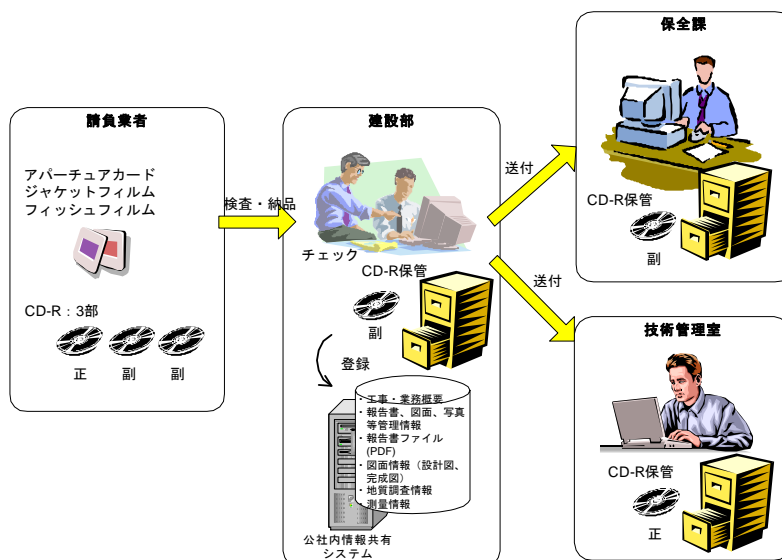 請負業者
アパーチュアカード
ジャケットフィルム
フィッシュフィルム
CD-R：3部
正 副 副
検査・納品
建設部
チェック
CD-R保管
副
登録
・工事・業務概要
・報告書、図面、写真
等管理情報
・報告書ファイル
(PDF)
・図面情報（設計図、
完成図）
・地質調査情報
・測量情報
公社内情報共有
システム
送付
送付
保全課
CD-R保管
副
技術管理室
CD-R保管
正